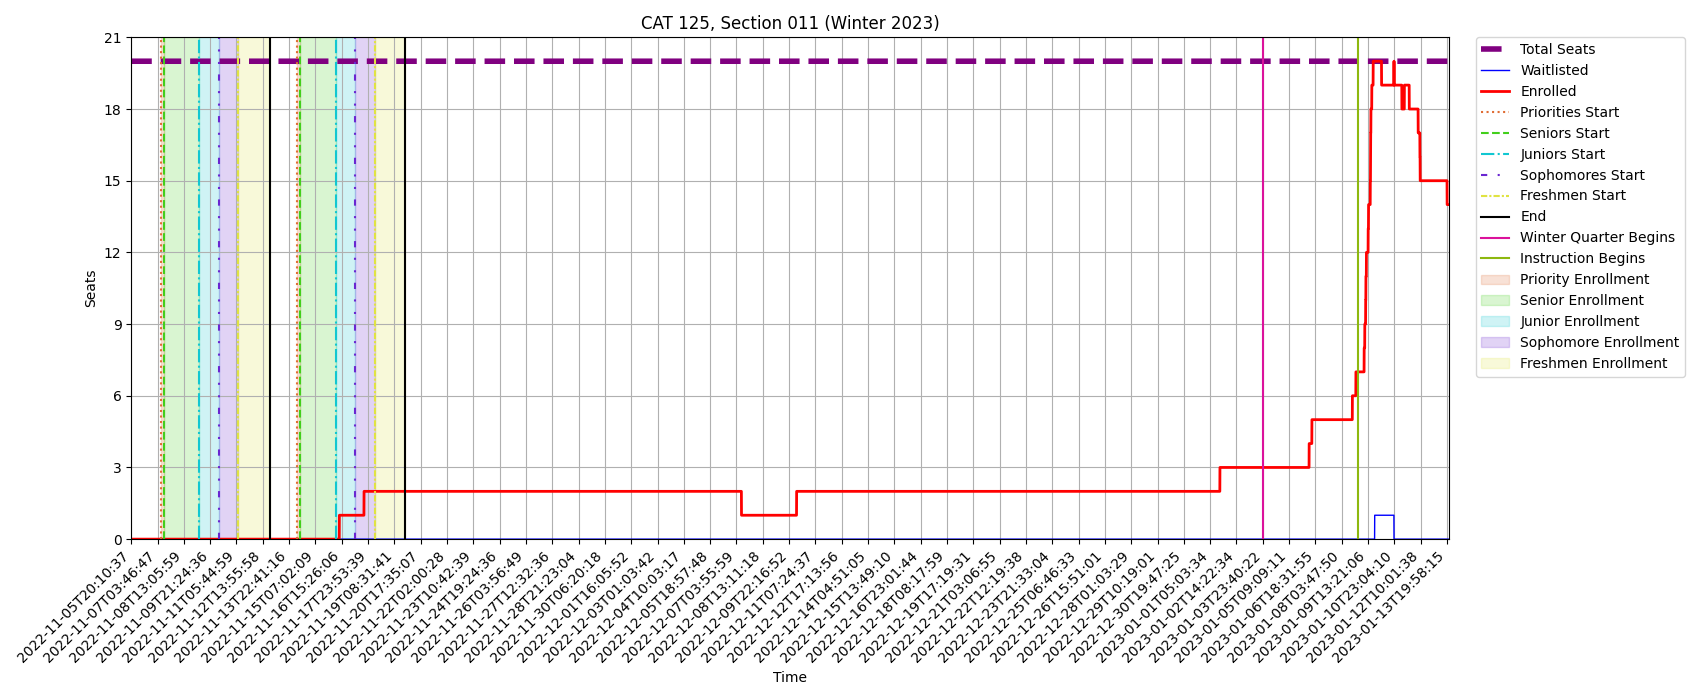 CAT 125, Section 011 (Winter 2023)
21
18
15
12
9
6
3
0
Seats
2022-11-05T20:10:37
2022-11-07T03:46:47
2022-11-08T13:05:59
2022-11-09T21:24:36
2022-11-11T05:44:59
2022-11-12T13:55:58
2022-11-13T22:41:16
2022-11-15T07:02:09
2022-11-16T15:26:06
2022-11-17T23:53:39
2022-11-19T08:31:41
2022-11-20T17:35:07
2022-11-22T02:00:28
2022-11-23T10:42:39
2022-11-24T19:24:36
2022-11-26T03:56:49
2022-11-27T12:32:36
2022-11-28T21:23:04
2022-11-30T06:20:18
2022-12-01T16:05:52
2022-12-03T01:03:42
2022-12-04T10:03:17
2022-12-05T18:57:48
2022-12-07T03:55:59
2022-12-08T13:11:18
2022-12-09T22:16:52
2022-12-11T07:24:37
2022-12-12T17:13:56
2022-12-14T04:51:05
2022-12-15T13:49:10
2022-12-16T23:01:44
2022-12-18T08:17:59
2022-12-19T17:19:31
2022-12-21T03:06:55
2022-12-22T12:19:38
2022-12-23T21:33:04
2022-12-25T06:46:33
2022-12-26T15:51:01
2022-12-28T01:03:29
2022-12-29T10:19:01
2022-12-30T19:47:25
2023-01-01T05:03:34
2023-01-02T14:22:34
2023-01-03T23:40:22
2023-01-05T09:09:11
2023-01-06T18:31:55
2023-01-08T03:47:50
2023-01-09T13:21:06
2023-01-10T23:04:10
2023-01-12T10:01:38
2023-01-13T19:58:15
Time
Total Seats
Waitlisted
Enrolled
Priorities Start
Seniors Start
Juniors Start
Sophomores Start
Freshmen Start
End
Winter Quarter Begins
Instruction Begins
Priority Enrollment
Senior Enrollment
Junior Enrollment
Sophomore Enrollment
Freshmen Enrollment